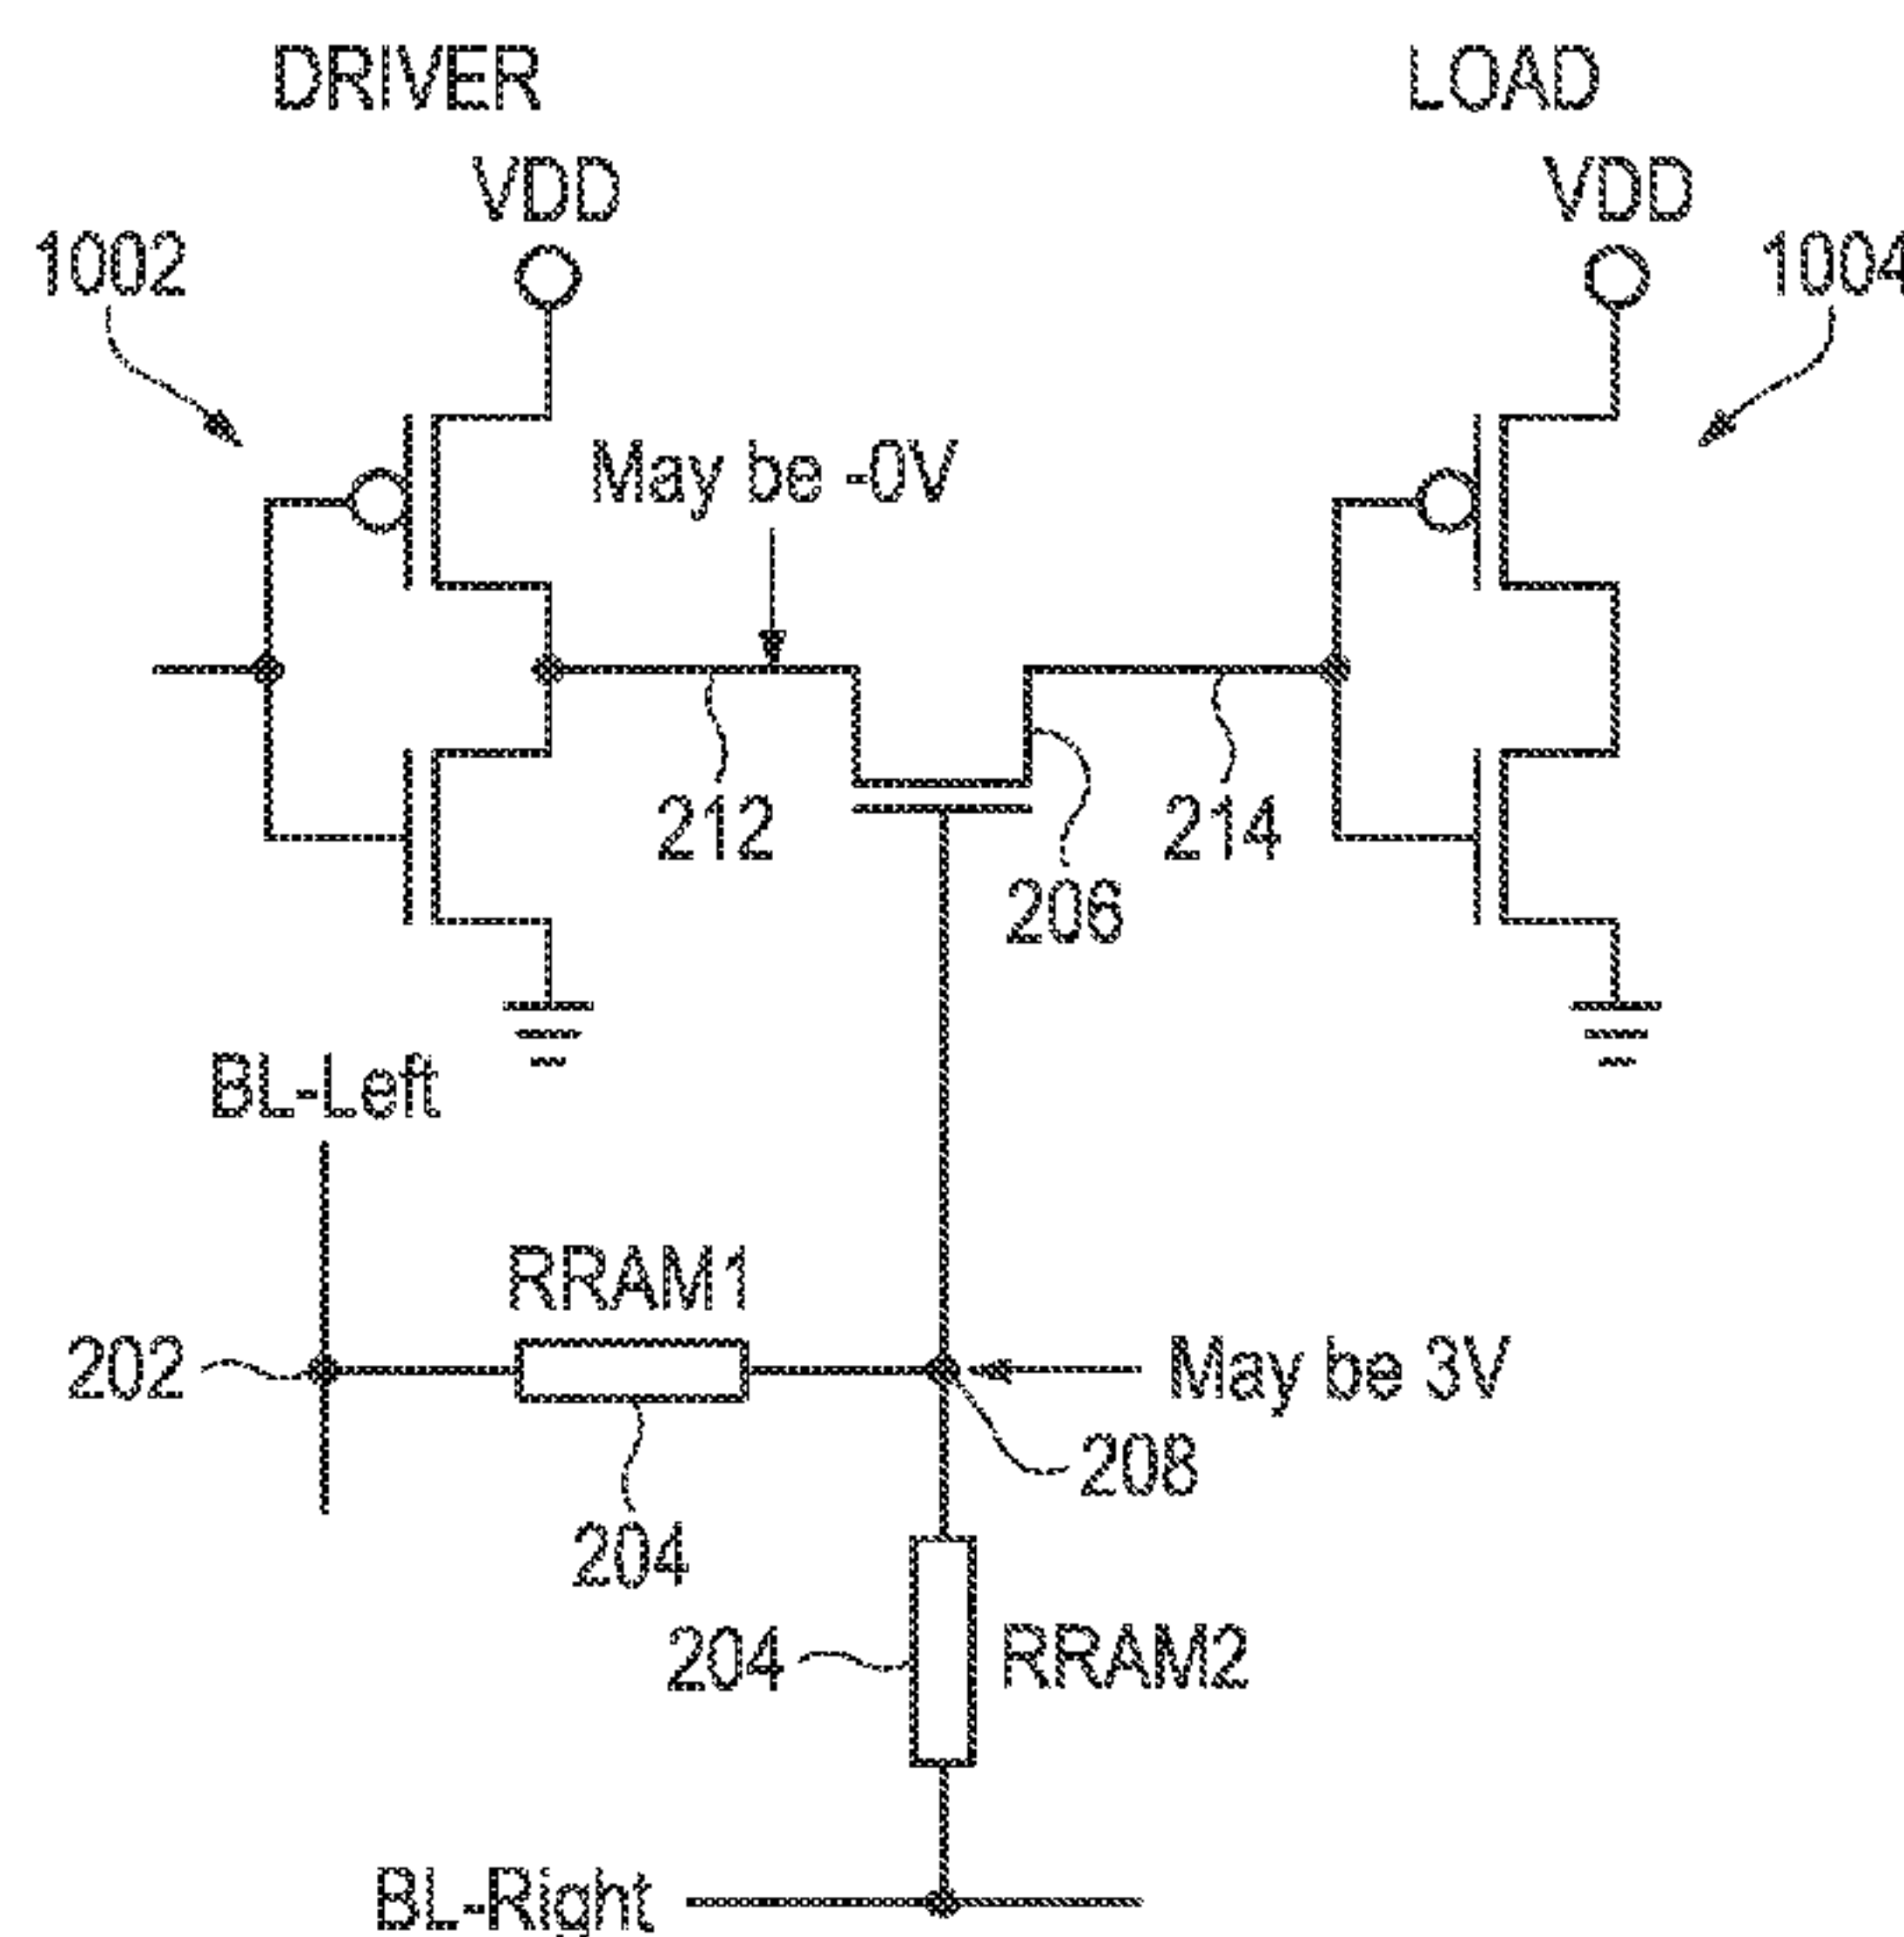 DRIVER
LOAD
VDD
VDD
1002
1004
May be -0V
212
214
206
BL-Left
RRAM1
202
May be 3V
208
204
204
RRAM2
BL-Right